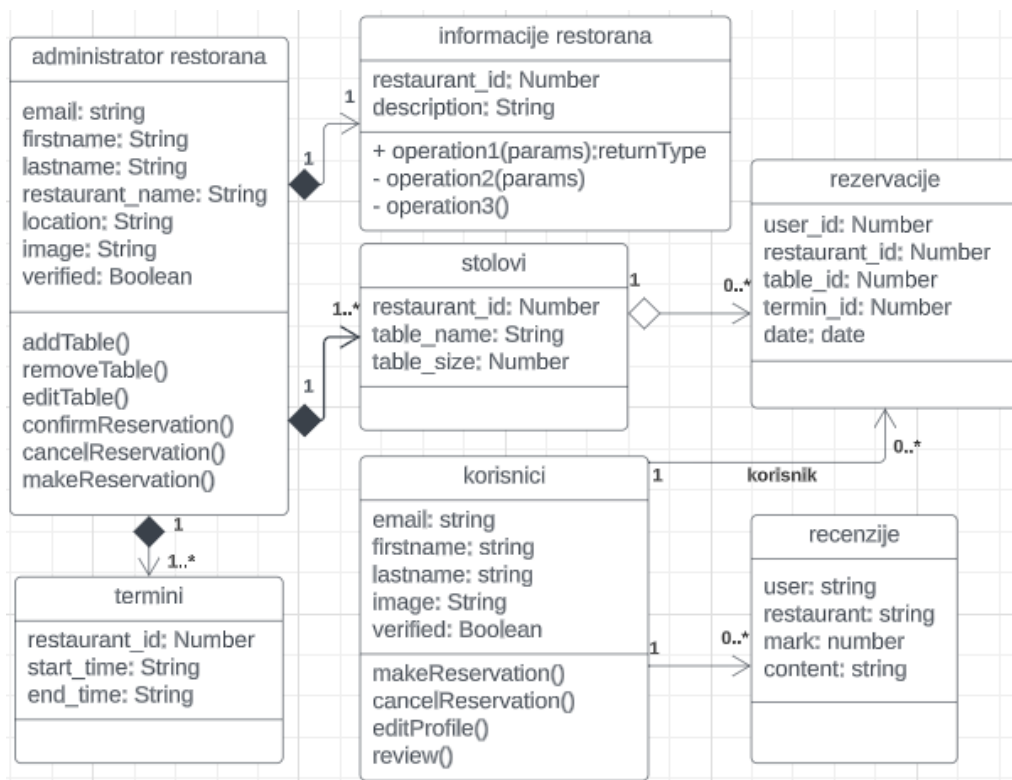 administrator restorana
email: string
firstname: String
lastname: String
restaurant_name: String
location: String
image: String
verified: Boolean
addTable()
removeTable()
editTable()
confirmReservation()
cancelReservation()
makeReservation()
1
1
informacije restorana
restaurant_id: Number
description: String
+ operation1(params):returnType
- operation2(params)
- operation3()
1
1..*
stolovi
restaurant_id: Number
table_name: String
table_size: Number
1
0..*
rezervacije
user_id: Number
restaurant_id: Number
table_id: Number
termin_id: Number
date: date
1
1..*
termini
restaurant_id: Number
start_time: String
end_time: String
korisnici
email: string
firstname: string
lastname: string
image: String
verified: Boolean
makeReservation()
cancelReservation()
editProfile()
review()
1
korisnik
0..*
1
0..*
recenzije
user: string
restaurant: string
mark: number
content: string